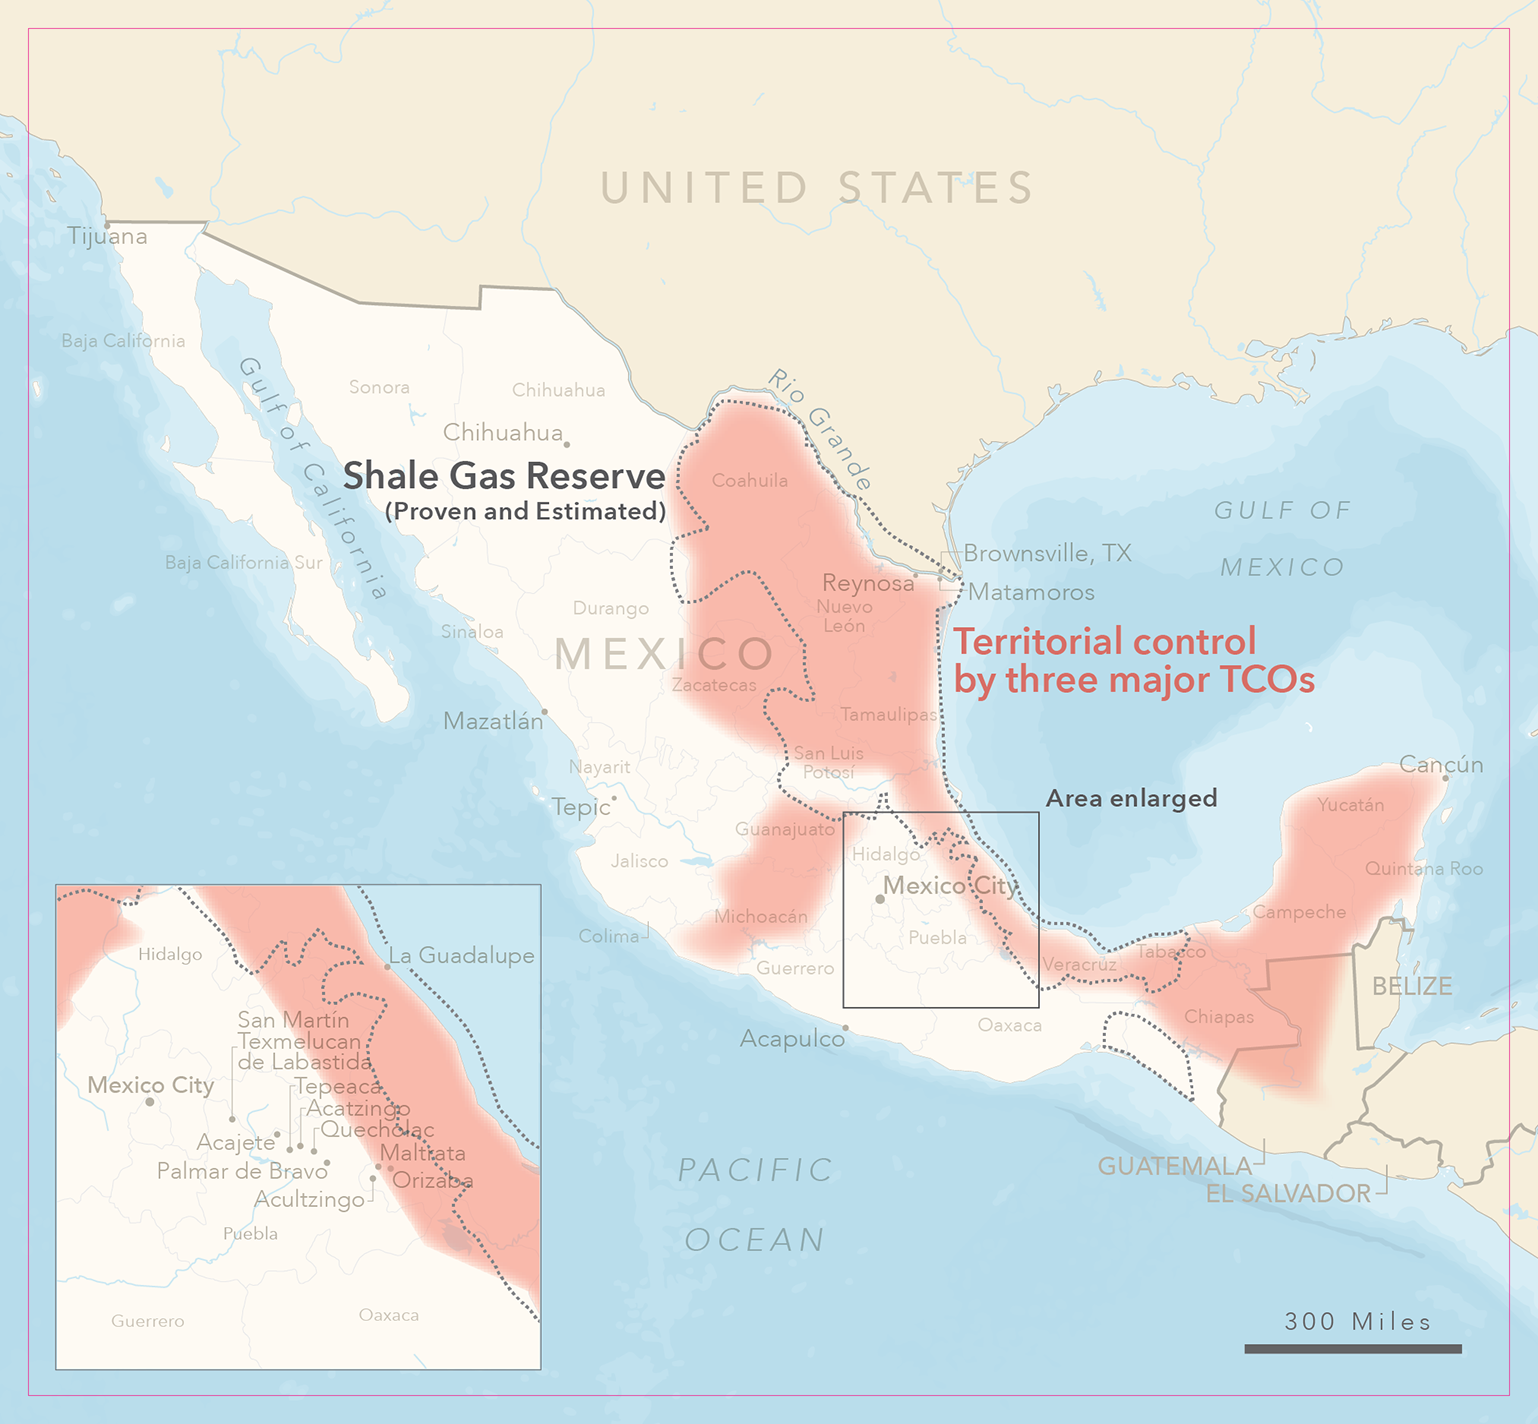 UNITED STATES
Tijuana
Baja California
Gulf of California
Sonora
Chihuahua
Chihuahua
Rio Grande
Shale Gas Reserve
(Proven and Estimated)
Coahuila
GULF OF
MEXICO
Baja California Sur
Brownsville, TX
Reynosa
Matamoros
Durango
Nuevo
León
Sinaloa
MEXICO
Territorial control
by three major TCOs
Zacatecas
Mazatlán
Tamaulipas
San Luis
Potosí
Nayarit
Cancún
Tepic
Area enlarged
Yucatán
Guanajuato
Jalisco
Hidalgo
Quintana Roo
Mexico City
Michoacán
Campeche
Colima
Puebla
Tabasco
Guerrero
Veracruz
BELIZE
Chiapas
Oaxaca
Acapulco
PACIFIC
OCEAN
GUATEMALA
EL SALVADOR
300 Miles
Hidalgo
La Guadalupe
San Martín
Texmelucan
de Labastida
Mexico City
Tepeaca
Acatzingo
Quecholac
Acajete
Maltrata
Palmar de Bravo
Orizaba
Acultzingo
Puebla
Guerrero
Oaxaca